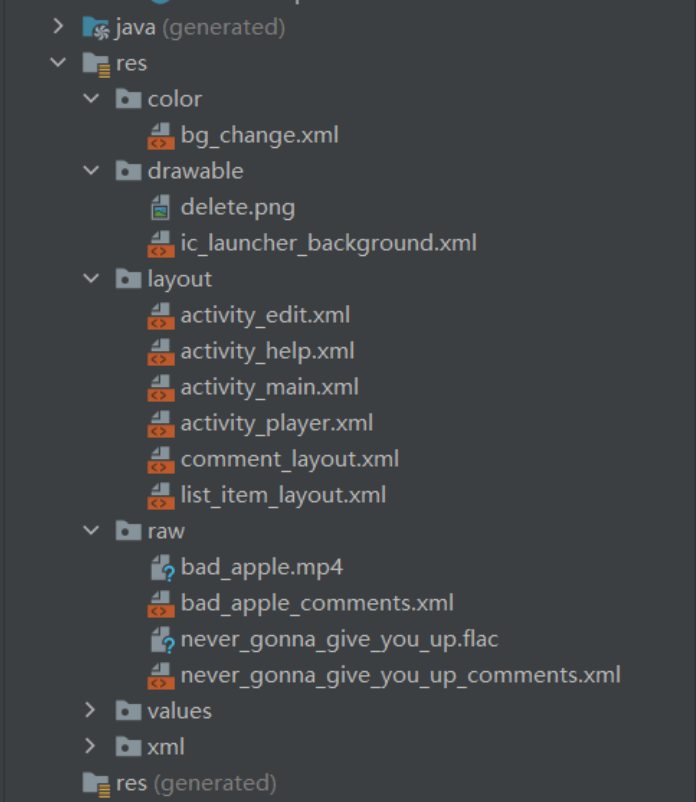 java (generated)
res
color
bg_change.xml
drawable
delete.png
ic_launcher_background.xml
layout
activity_edit.xml
activity_help.xml
activity_main.xml
activity_player.xml
comment_layout.xml
list_item_layout.xml
raw
bad_apple.mp4
bad_apple_comments.xml
never_gonna_give_you_up.flac
never_gonna_give_you_up_comments.xml
values
xml
res (generated)